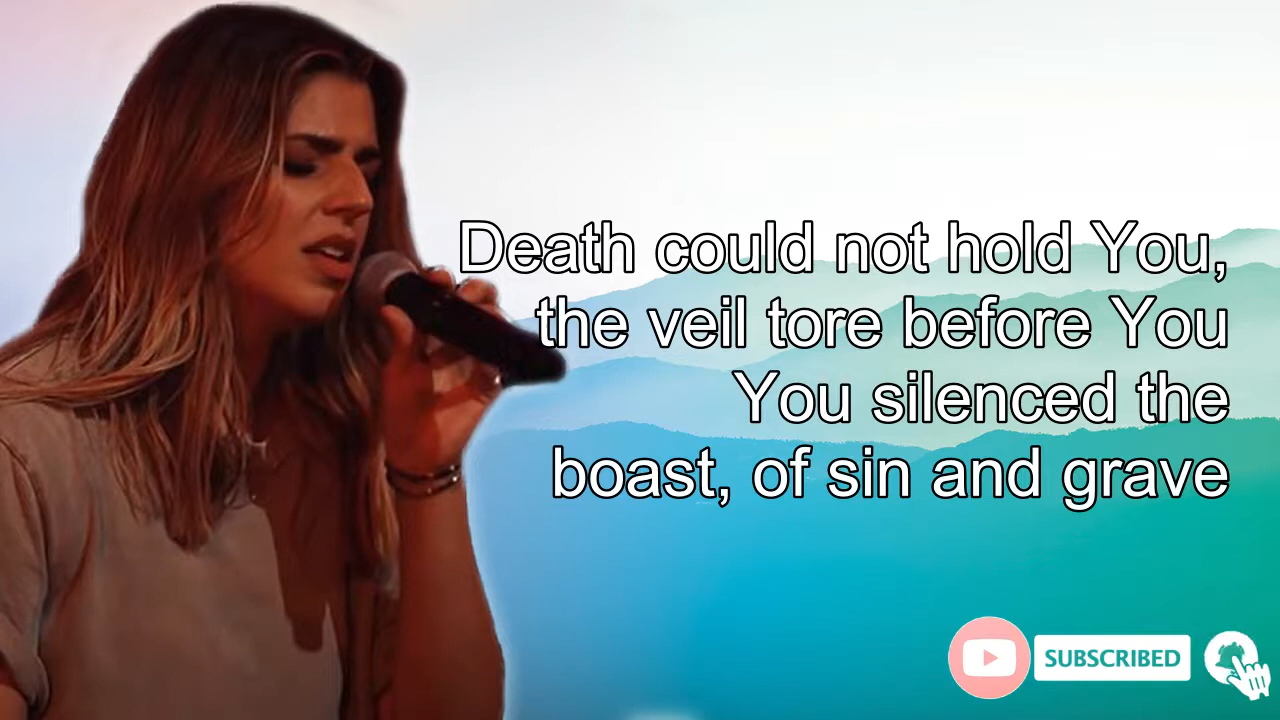 Death could not hold You,
the veil tore before You
You silenced the
boast, of sin and grave
SUBSCRIBED